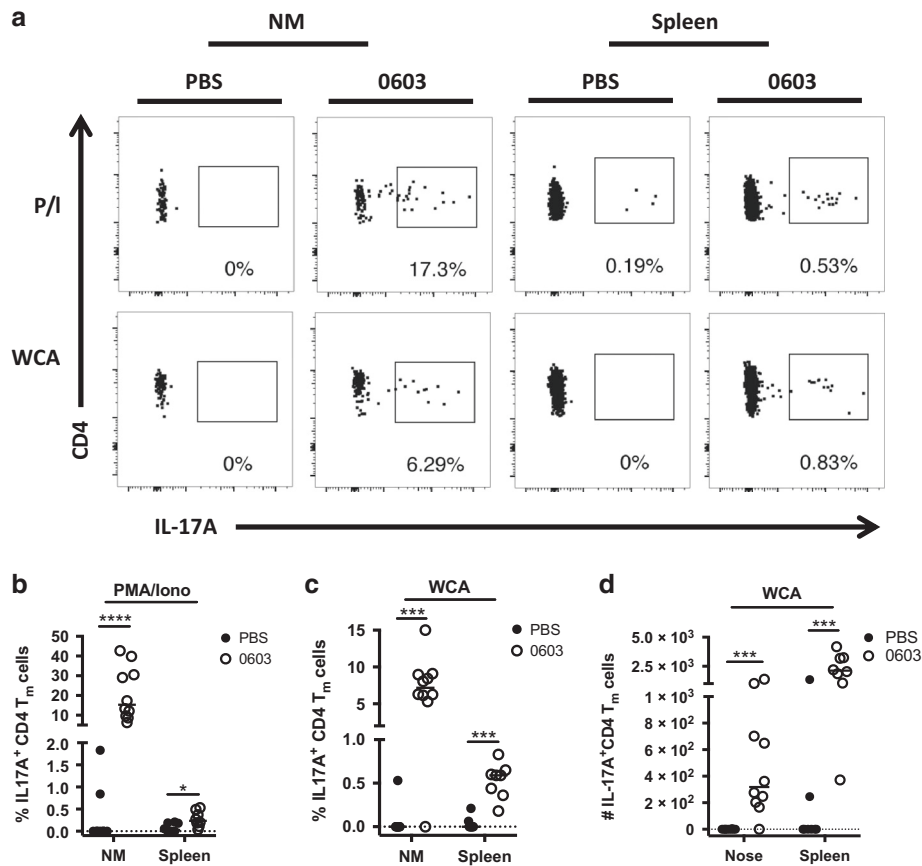 a
NM Spleen
PBS 0603 PBS 0603
P/I
0% 17.3% 0.19% 0.53%
WCA
0% 6.29% 0% 0.83%
CD4
IL-17A
b
PMA/Iono
****
*
PBS
0603
% IL17A+ CD4 Tm cells
50
40
30
20
10
2.0
1.5
1.0
0.5
0.0
NM Spleen
c
WCA
***
***
PBS
0603
% IL17A+ CD4 Tm cells
15
10
5
1.0
0.5
0.0
NM Spleen
d
WCA
***
***
PBS
0603
# IL-17A+CD4 Tm cells
5.0 × 10³
2.5 × 10³
1 × 10³
8 × 10²
6 × 10²
4 × 10²
2 × 10²
0
Nose Spleen